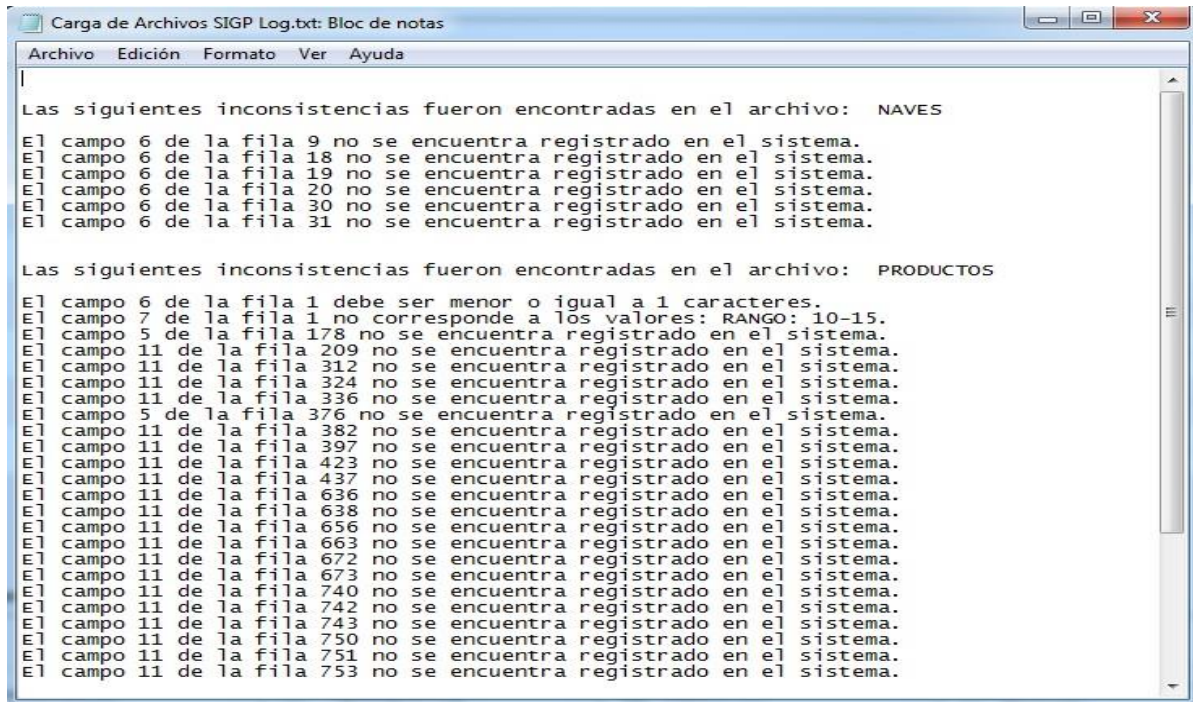 Carga de Archivos SIGP Log.txt: Bloc de notas
Archivo Edición Formato Ver Ayuda
Las siguientes inconsistencias fueron encontradas en el archivo: NAVES
El campo 6 de la fila 9 no se encuentra registrado en el sistema.
El campo 6 de la fila 18 no se encuentra registrado en el sistema.
El campo 6 de la fila 19 no se encuentra registrado en el sistema.
El campo 6 de la fila 20 no se encuentra registrado en el sistema.
El campo 6 de la fila 30 no se encuentra registrado en el sistema.
El campo 6 de la fila 31 no se encuentra registrado en el sistema.
Las siguientes inconsistencias fueron encontradas en el archivo: PRODUCTOS
El campo 6 de la fila 1 debe ser menor o igual a 1 caracteres.
El campo 7 de la fila 1 no corresponde a los valores: RANGO: 10-15.
El campo 5 de la fila 178 no se encuentra registrado en el sistema.
El campo 11 de la fila 209 no se encuentra registrado en el sistema.
El campo 11 de la fila 312 no se encuentra registrado en el sistema.
El campo 11 de la fila 324 no se encuentra registrado en el sistema.
El campo 11 de la fila 336 no se encuentra registrado en el sistema.
El campo 5 de la fila 376 no se encuentra registrado en el sistema.
El campo 11 de la fila 382 no se encuentra registrado en el sistema.
El campo 11 de la fila 397 no se encuentra registrado en el sistema.
El campo 11 de la fila 423 no se encuentra registrado en el sistema.
El campo 11 de la fila 437 no se encuentra registrado en el sistema.
El campo 11 de la fila 636 no se encuentra registrado en el sistema.
El campo 11 de la fila 638 no se encuentra registrado en el sistema.
El campo 11 de la fila 656 no se encuentra registrado en el sistema.
El campo 11 de la fila 663 no se encuentra registrado en el sistema.
El campo 11 de la fila 672 no se encuentra registrado en el sistema.
El campo 11 de la fila 673 no se encuentra registrado en el sistema.
El campo 11 de la fila 740 no se encuentra registrado en el sistema.
El campo 11 de la fila 742 no se encuentra registrado en el sistema.
El campo 11 de la fila 743 no se encuentra registrado en el sistema.
El campo 11 de la fila 750 no se encuentra registrado en el sistema.
El campo 11 de la fila 751 no se encuentra registrado en el sistema.
El campo 11 de la fila 753 no se encuentra registrado en el sistema.